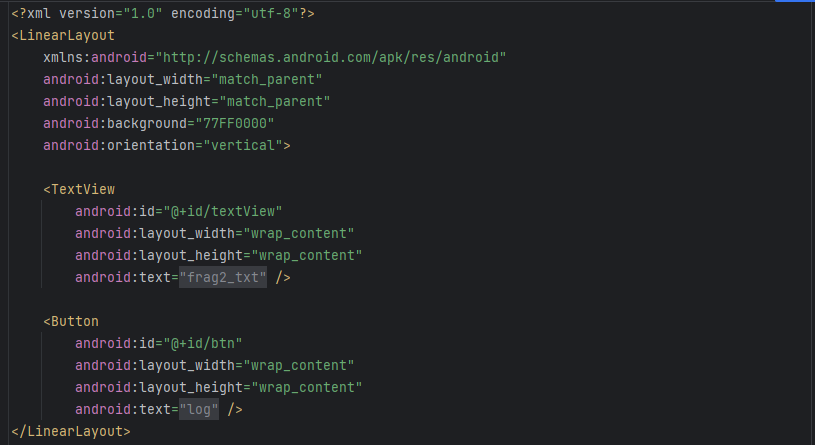 <?xml version="1.0" encoding="utf-8"?>
<LinearLayout
    xmlns:android="http://schemas.android.com/apk/res/android"
    android:layout_width="match_parent"
    android:layout_height="match_parent"
    android:background="77FF0000"
    android:orientation="vertical">

    <TextView
        android:id="@+id/textView"
        android:layout_width="wrap_content"
        android:layout_height="wrap_content"
        android:text="frag2_txt" />

    <Button
        android:id="@+id/btn"
        android:layout_width="wrap_content"
        android:layout_height="wrap_content"
        android:text="log" />
</LinearLayout>